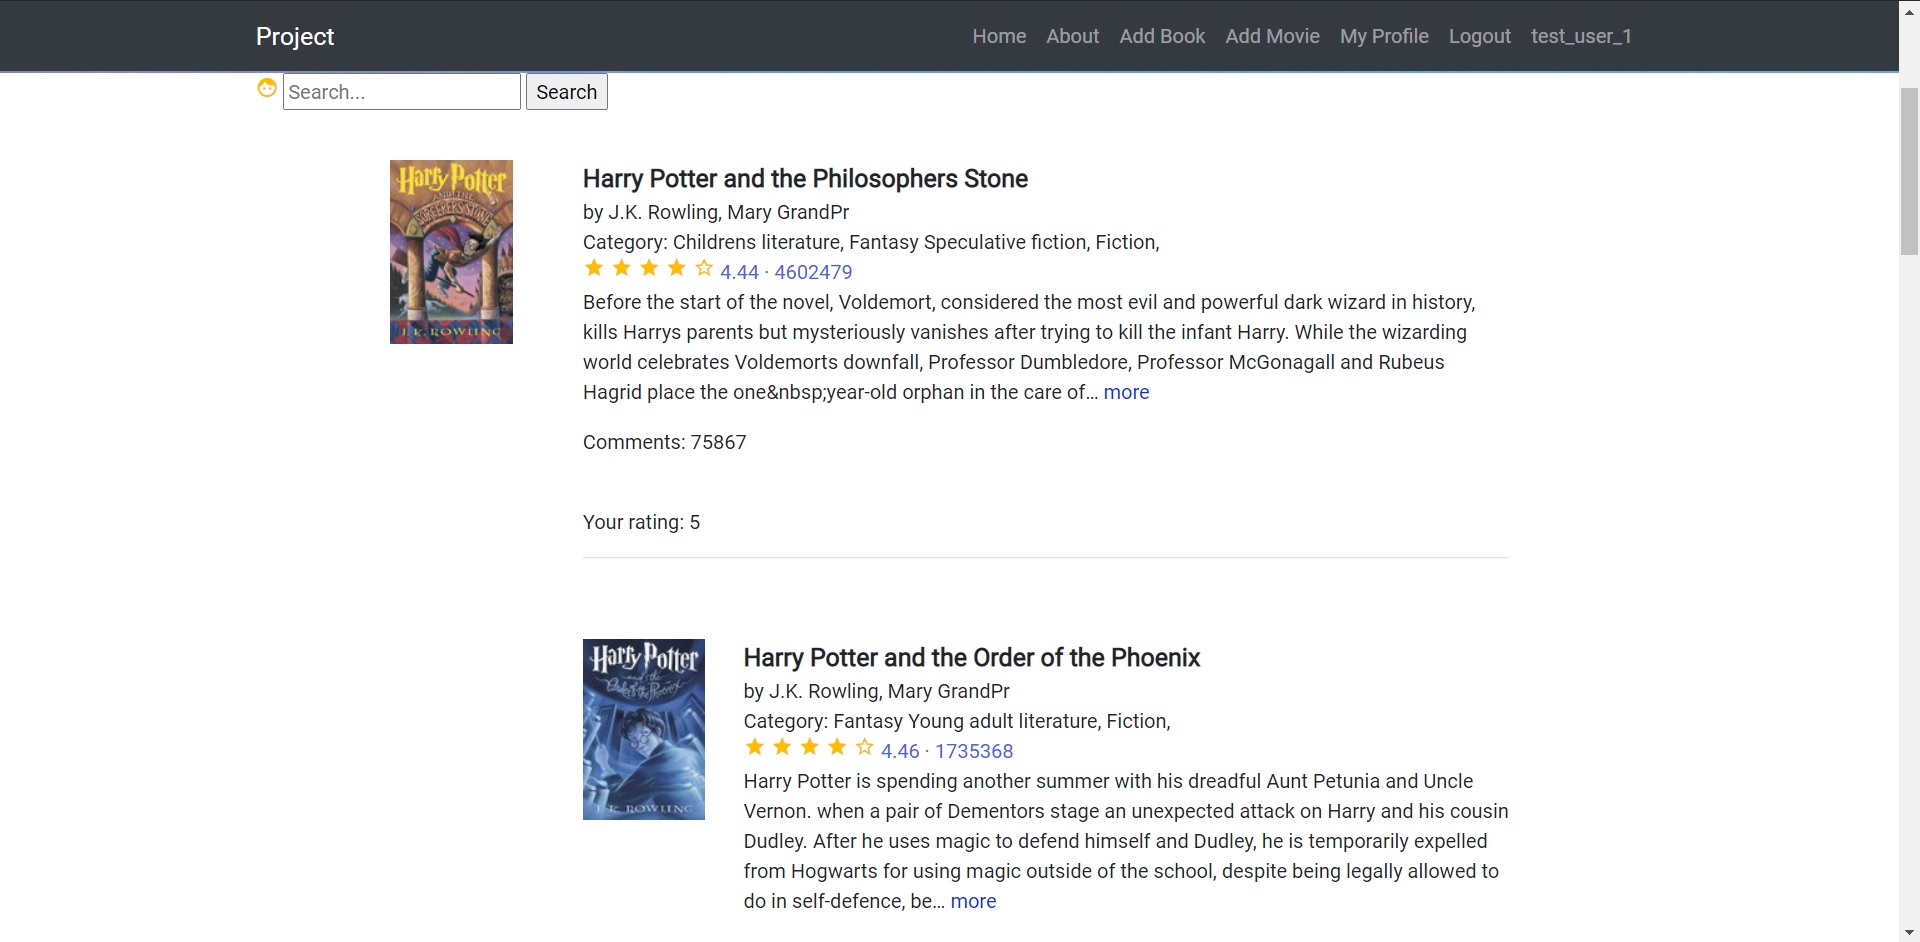 Project
Home About Add Book Add Movie My Profile Logout test_user_1
Search... Search
Harry Potter
AND THE
SORCERER'S STONE
J. K. ROWLING
Harry Potter and the Philosophers Stone
by J.K. Rowling, Mary GrandPr
Category: Childrens literature, Fantasy Speculative fiction, Fiction,
4.44 · 4602479
Before the start of the novel, Voldemort, considered the most evil and powerful dark wizard in history,
kills Harrys parents but mysteriously vanishes after trying to kill the infant Harry. While the wizarding
world celebrates Voldemorts downfall, Professor Dumbledore, Professor McGonagall and Rubeus
Hagrid place the one&nbsp;year-old orphan in the care of... more
Comments: 75867
Your rating: 5
Harry Potter
and the
Order of the Phoenix
J. K. ROWLING
Harry Potter and the Order of the Phoenix
by J.K. Rowling, Mary GrandPr
Category: Fantasy Young adult literature, Fiction,
4.46 · 1735368
Harry Potter is spending another summer with his dreadful Aunt Petunia and Uncle
Vernon. when a pair of Dementors stage an unexpected attack on Harry and his cousin
Dudley. After he uses magic to defend himself and Dudley, he is temporarily expelled
from Hogwarts for using magic outside of the school, despite being legally allowed to
do in self-defence, be... more